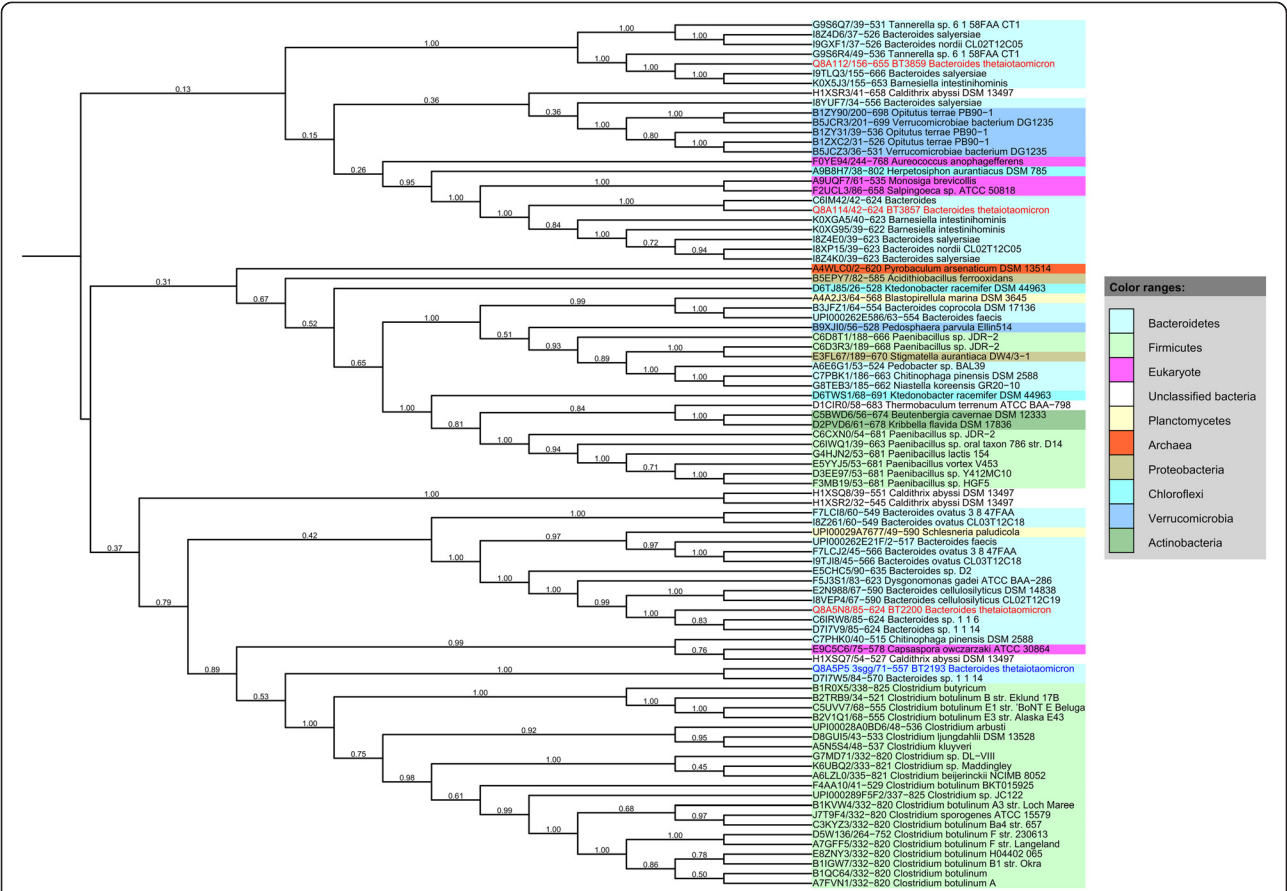 G9S6Q7/39−531 Tannerella sp. 6 1 58FAA CT1
I8Z4D6/37−526 Bacteroides salyersiae
I9GXF1/37−526 Bacteroides nordii CL02T12C05
G9S6R4/49−536 Tannerella sp. 6 1 58FAA CT1
Q8A112/156−655 BT3859 Bacteroides thetaiotaomicron
I9TLQ3/155−666 Bacteroides salyersiae
K0X5J3/155−653 Barnesiella intestinihominis
H1XSR3/41−658 Caldithrix abyssi DSM 13497
I8YUF7/34−556 Bacteroides salyersiae
B1ZY90/200−698 Opitutus terrae PB90−1
B5JCR3/201−699 Verrucomicrobiae bacterium DG1235
B1ZY31/39−536 Opitutus terrae PB90−1
B1ZXC2/31−526 Opitutus terrae PB90−1
B5JCZ3/36−531 Verrucomicrobiae bacterium DG1235
F0YE94/244−768 Aureococcus anophagefferens
A9B8H7/38−802 Herpetosiphon aurantiacus DSM 785
A9UQF7/61−535 Monosiga brevicollis
F2UCL3/86−658 Salpingoeca sp. ATCC 50818
C6IM42/42−624 Bacteroides
Q8A114/42−624 BT3857 Bacteroides thetaiotaomicron
K0XGA5/40−623 Barnesiella intestinihominis
K0XG95/39−622 Barnesiella intestinihominis
I8Z4E0/39−623 Bacteroides salyersiae
I8XP15/39−623 Bacteroides nordii CL02T12C05
I8Z4K0/39−623 Bacteroides salyersiae
A4WLC0/2−620 Pyrobaculum arsenaticum DSM 13514
B5EPY7/82−585 Acidithiobacillus ferrooxidans
D6TJ85/26−528 Ktedonobacter racemifer DSM 44963
A4A2J3/64−568 Blastopirellula marina DSM 3645
B3JFZ1/64−554 Bacteroides coprocola DSM 17136
UPI000262E586/63−554 Bacteroides faecis
B9XJI0/56−528 Pedosphaera parvula Ellin514
C6D8T1/188−666 Paenibacillus sp. JDR−2
C6D3R3/189−668 Paenibacillus sp. JDR−2
E3FL67/189−670 Stigmatella aurantiaca DW4/3−1
A6E6G1/53−524 Pedobacter sp. BAL39
C7PBK1/186−663 Chitinophaga pinensis DSM 2588
G8TEB3/185−662 Niastella koreensis GR20−10
D6TWS1/68−691 Ktedonobacter racemifer DSM 44963
D1CIR0/58−683 Thermobaculum terrenum ATCC BAA−798
C5BWD6/56−674 Beutenbergia cavernae DSM 12333
D2PVD6/61−678 Kribbella flavida DSM 17836
C6CXN0/54−681 Paenibacillus sp. JDR−2
C6IWQ1/39−663 Paenibacillus sp. oral taxon 786 str. D14
G4HJN2/53−681 Paenibacillus lactis 154
E5YYJ5/53−681 Paenibacillus vortex V453
D3EE97/53−681 Paenibacillus sp. Y412MC10
F3MB19/53−681 Paenibacillus sp. HGF5
H1XSQ8/39−551 Caldithrix abyssi DSM 13497
H1XSR2/32−545 Caldithrix abyssi DSM 13497
F7LCI8/60−549 Bacteroides ovatus 3 8 47FAA
I8Z261/60−549 Bacteroides ovatus CL03T12C18
UPI00029A7677/49−590 Schlesneria paludicola
UPI000262E21F/2−517 Bacteroides faecis
F7LCJ2/45−566 Bacteroides ovatus 3 8 47FAA
I9TJI8/45−566 Bacteroides ovatus CL03T12C18
E5CHC5/90−635 Bacteroides sp. D2
F5J3S1/83−623 Dysgonomonas gadei ATCC BAA−286
E2N988/67−590 Bacteroides cellulosilyticus DSM 14838
I8VEP4/67−590 Bacteroides cellulosilyticus CL02T12C19
Q8A5N8/85−624 BT2200 Bacteroides thetaiotaomicron
C6IRW8/85−624 Bacteroides sp. 1 1 6
D7I7V9/85−624 Bacteroides sp. 1 1 14
C7PHK0/40−515 Chitinophaga pinensis DSM 2588
E9C5C6/75−578 Capsaspora owczarzaki ATCC 30864
H1XSQ7/54−527 Caldithrix abyssi DSM 13497
Q8A5P5 3sgg/71−557 BT2193 Bacteroides thetaiotaomicron
D7I7W5/84−570 Bacteroides sp. 1 1 14
B1R0X5/338−825 Clostridium butyricum
B2TRB9/34−521 Clostridium botulinum B str. Eklund 17B
C5UVV7/68−555 Clostridium botulinum E1 str. 'BoNT E Beluga
B2V1Q1/68−555 Clostridium botulinum E3 str. Alaska E43
UPI00028A0BD6/48−536 Clostridium arbusti
D8GUI5/43−533 Clostridium ljungdahlii DSM 13528
A5N5S4/48−537 Clostridium kluyveri
G7MD71/332−820 Clostridium sp. DL−VIII
K6UBQ2/333−821 Clostridium sp. Maddingley
A6LZL0/335−821 Clostridium beijerinckii NCIMB 8052
F4AA10/41−529 Clostridium botulinum BKT015925
UPI000289F5F2/337−825 Clostridium sp. JC122
B1KVW4/332−820 Clostridium botulinum A3 str. Loch Maree
J7T9F4/332−820 Clostridium sporogenes ATCC 15579
C3KYZ3/332−820 Clostridium botulinum Ba4 str. 657
D5W136/264−752 Clostridium botulinum F str. 230613
A7GFF5/332−820 Clostridium botulinum F str. Langeland
E8ZNY3/332−820 Clostridium botulinum H04402 065
B1IGW7/332−820 Clostridium botulinum B1 str. Okra
B1QC64/332−820 Clostridium botulinum
A7FVN1/332−820 Clostridium botulinum A
Color ranges:
Bacteroidetes
Firmicutes
Eukaryote
Unclassified bacteria
Planctomycetes
Archaea
Proteobacteria
Chloroflexi
Verrucomicrobia
Actinobacteria